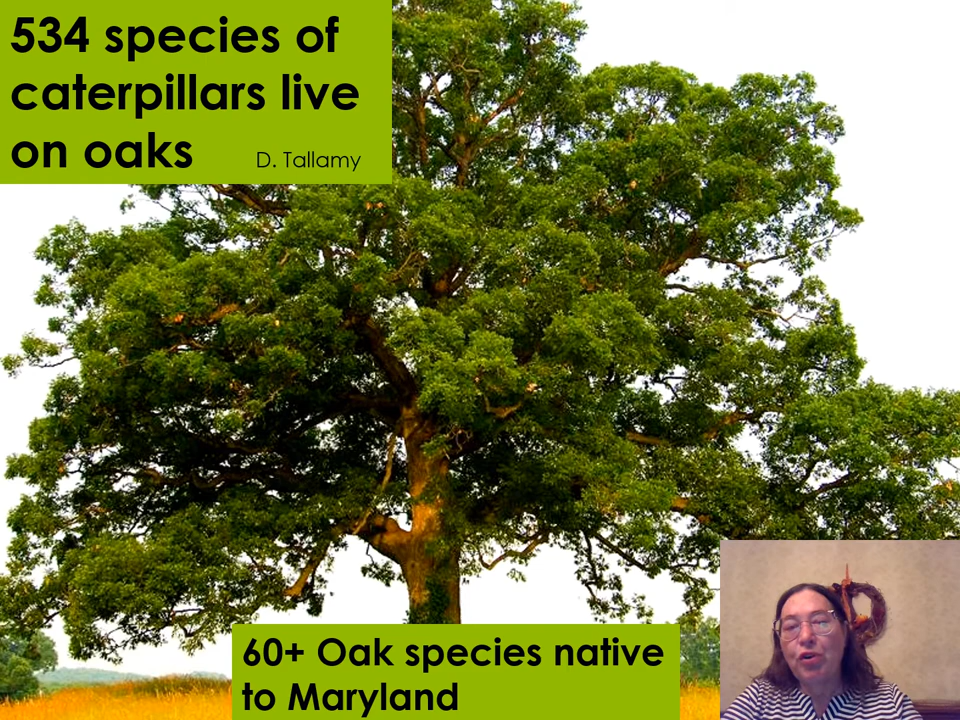 534 species of
caterpillars live
on oaks D. Tallamy
60+ Oak species native
to Maryland